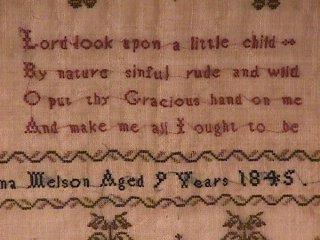 Lord look upon a little child
By nature sinful rude and wild
O put thy Gracious hand on me
And make me all I ought to be
na Melson Aged 9 Years 1845.